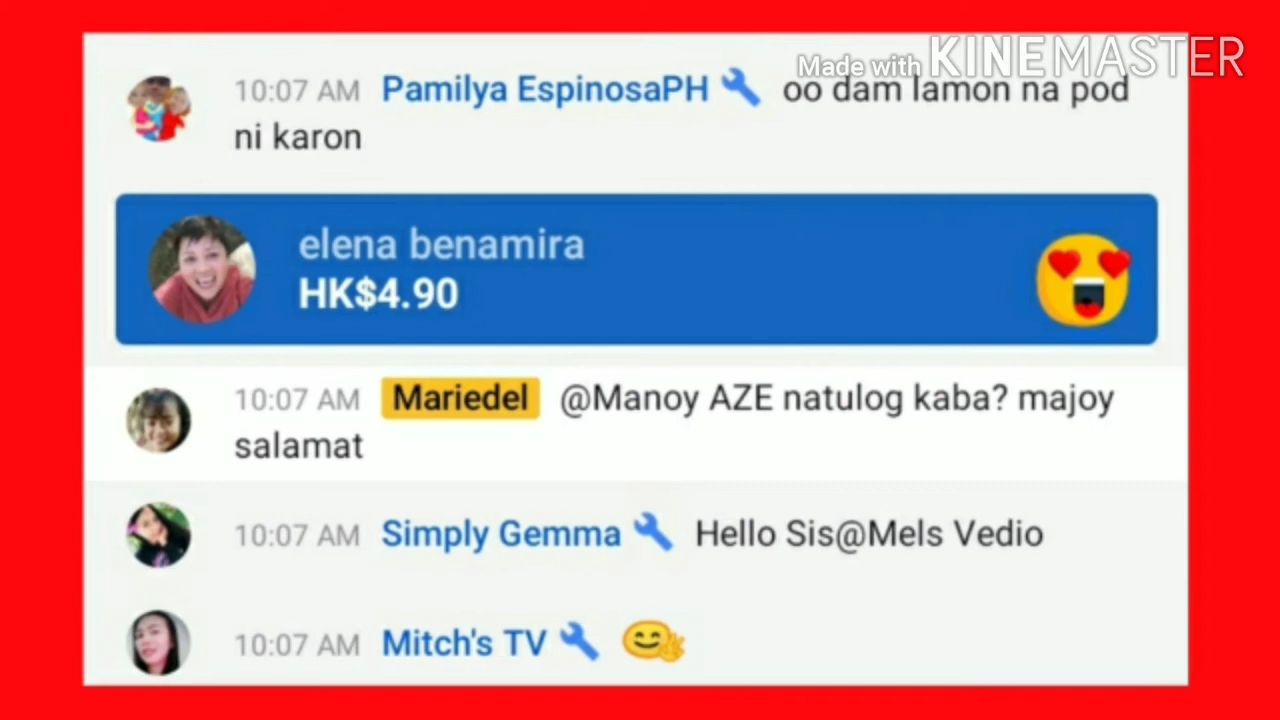 Made with KINEMASTER
10:07 AM Pamilya EspinosaPH oo dam lamon na pod
ni karon
elena benamira
HK$4.90
10:07 AM Mariedel @Manoy AZE natulog kaba? majoy
salamat
10:07 AM Simply Gemma Hello Sis@Mels Vedio
10:07 AM Mitch's TV